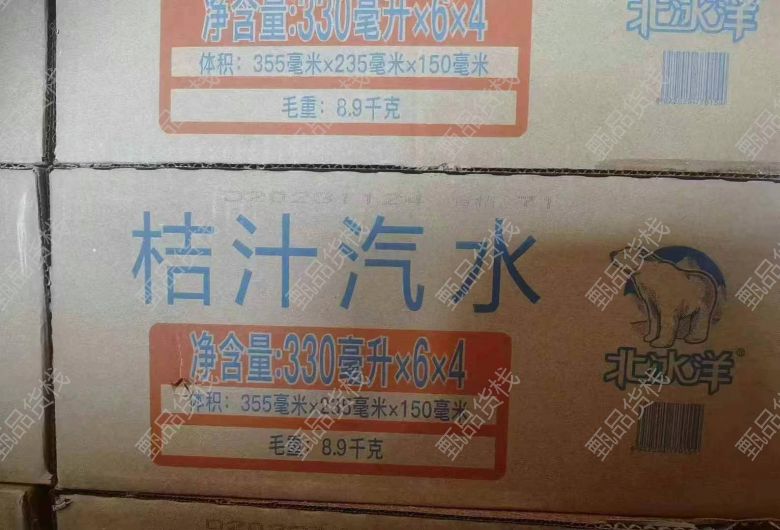 净含量:330毫升×6×4
北冰洋
体积：355毫米×235毫米×150毫米
毛重：8.9千克
桔汁汽水
净含量:330毫升×6×4
北冰洋®
体积：355毫米×235毫米×150毫米
毛重：8.9千克
甄品货栈